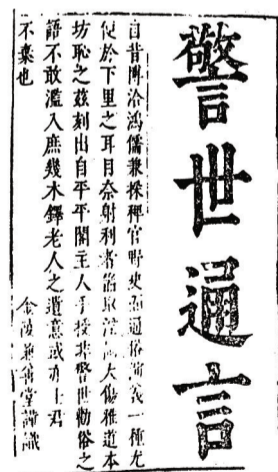 警世通言
自昔博洽鴻儒兼採稗官野史通俗演義一種尤
便於下里之耳目奈射利者取大傷雅道本
坊恥之茲刻出自平平閣主人手授非警世勸俗之
語不敢濫入庶幾木鐸老人之遺意或亦士君
不棄也
金陵兼善堂謹識